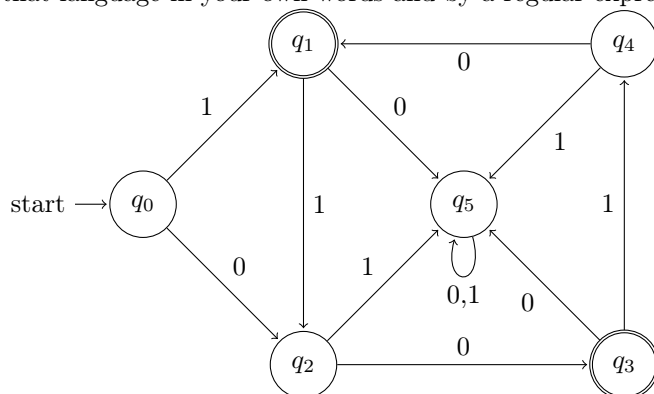 that language in your own words and by a regular expre
q1
q4
0
1
0
1
start
q0
q5
1
1
0
1
0,1
0
0
q2
q3